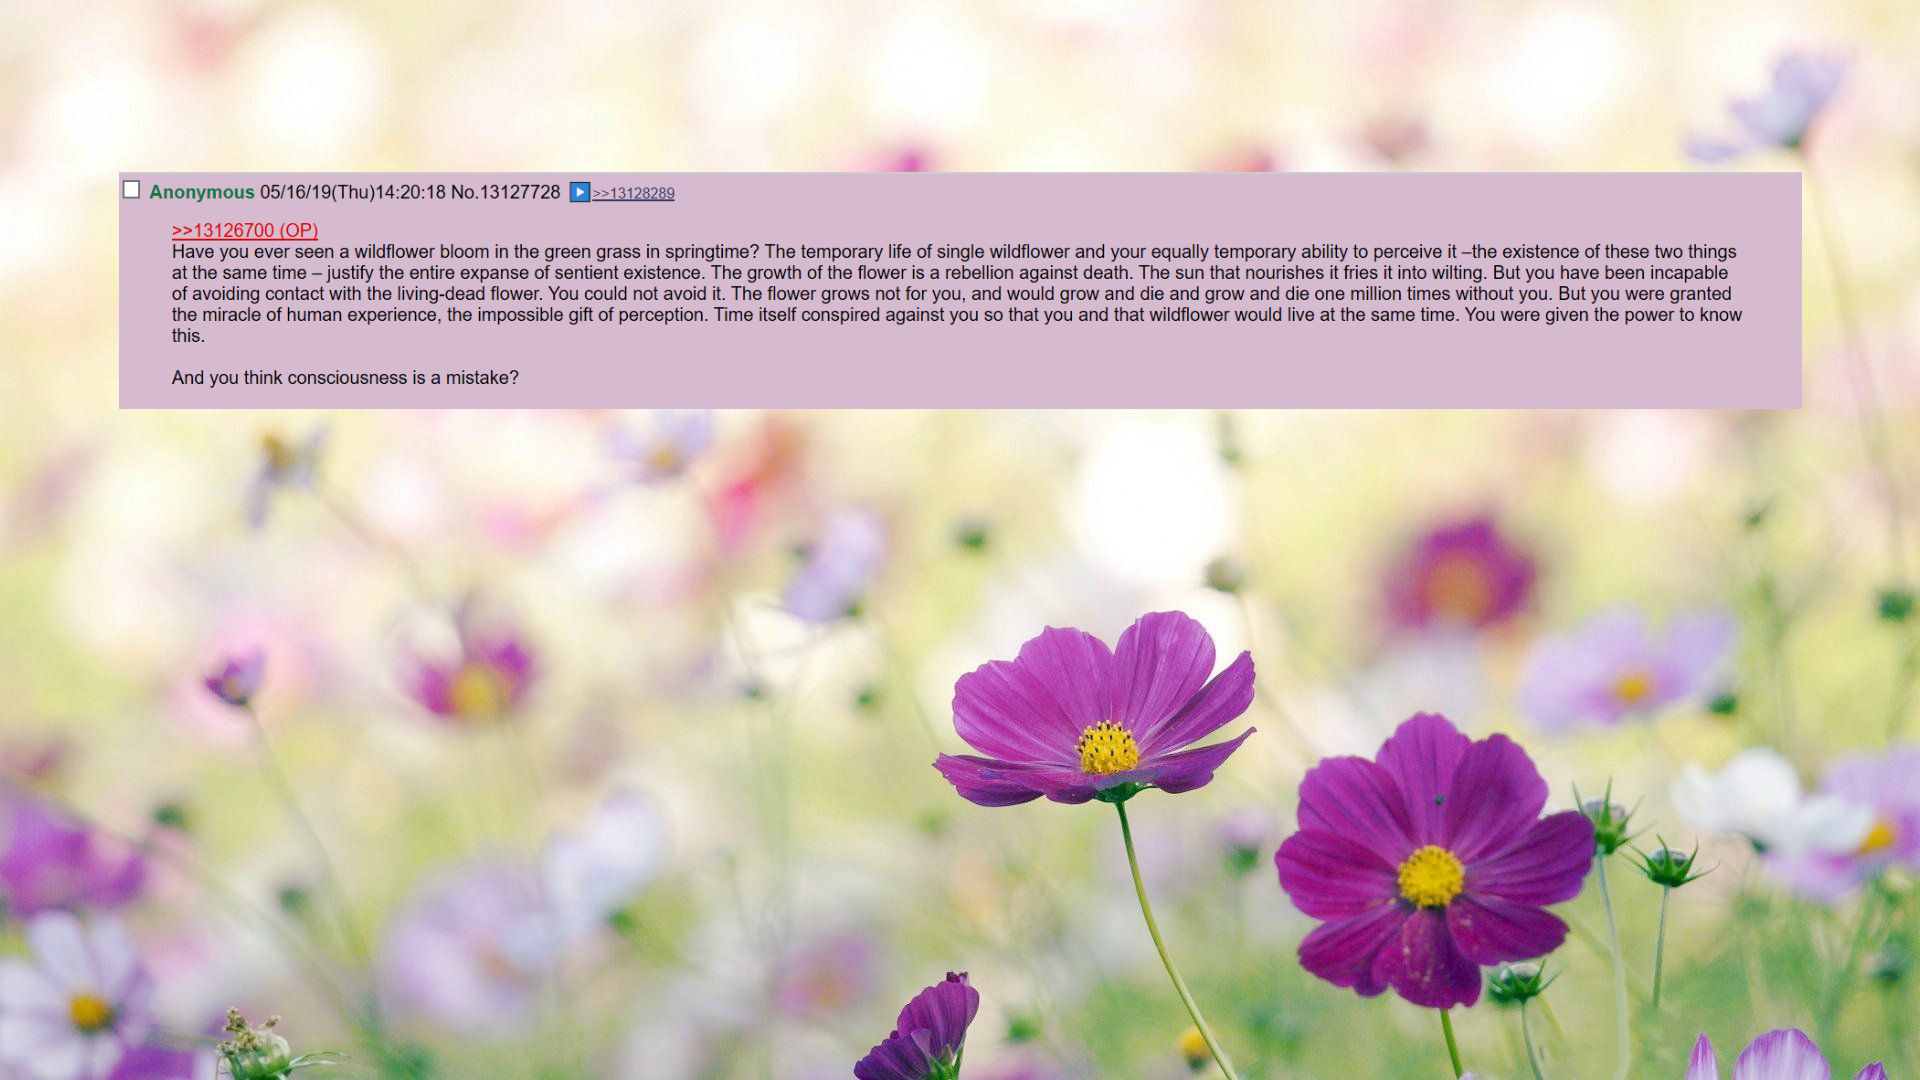 Anonymous 05/16/19(Thu)14:20:18 No.13127728 >>13128289
>>13126700 (OP)
Have you ever seen a wildflower bloom in the green grass in springtime? The temporary life of single wildflower and your equally temporary ability to perceive it –the existence of these two things
at the same time – justify the entire expanse of sentient existence. The growth of the flower is a rebellion against death. The sun that nourishes it fries it into wilting. But you have been incapable
of avoiding contact with the living-dead flower. You could not avoid it. The flower grows not for you, and would grow and die and grow and die one million times without you. But you were granted
the miracle of human experience, the impossible gift of perception. Time itself conspired against you so that you and that wildflower would live at the same time. You were given the power to know
this.
And you think consciousness is a mistake?